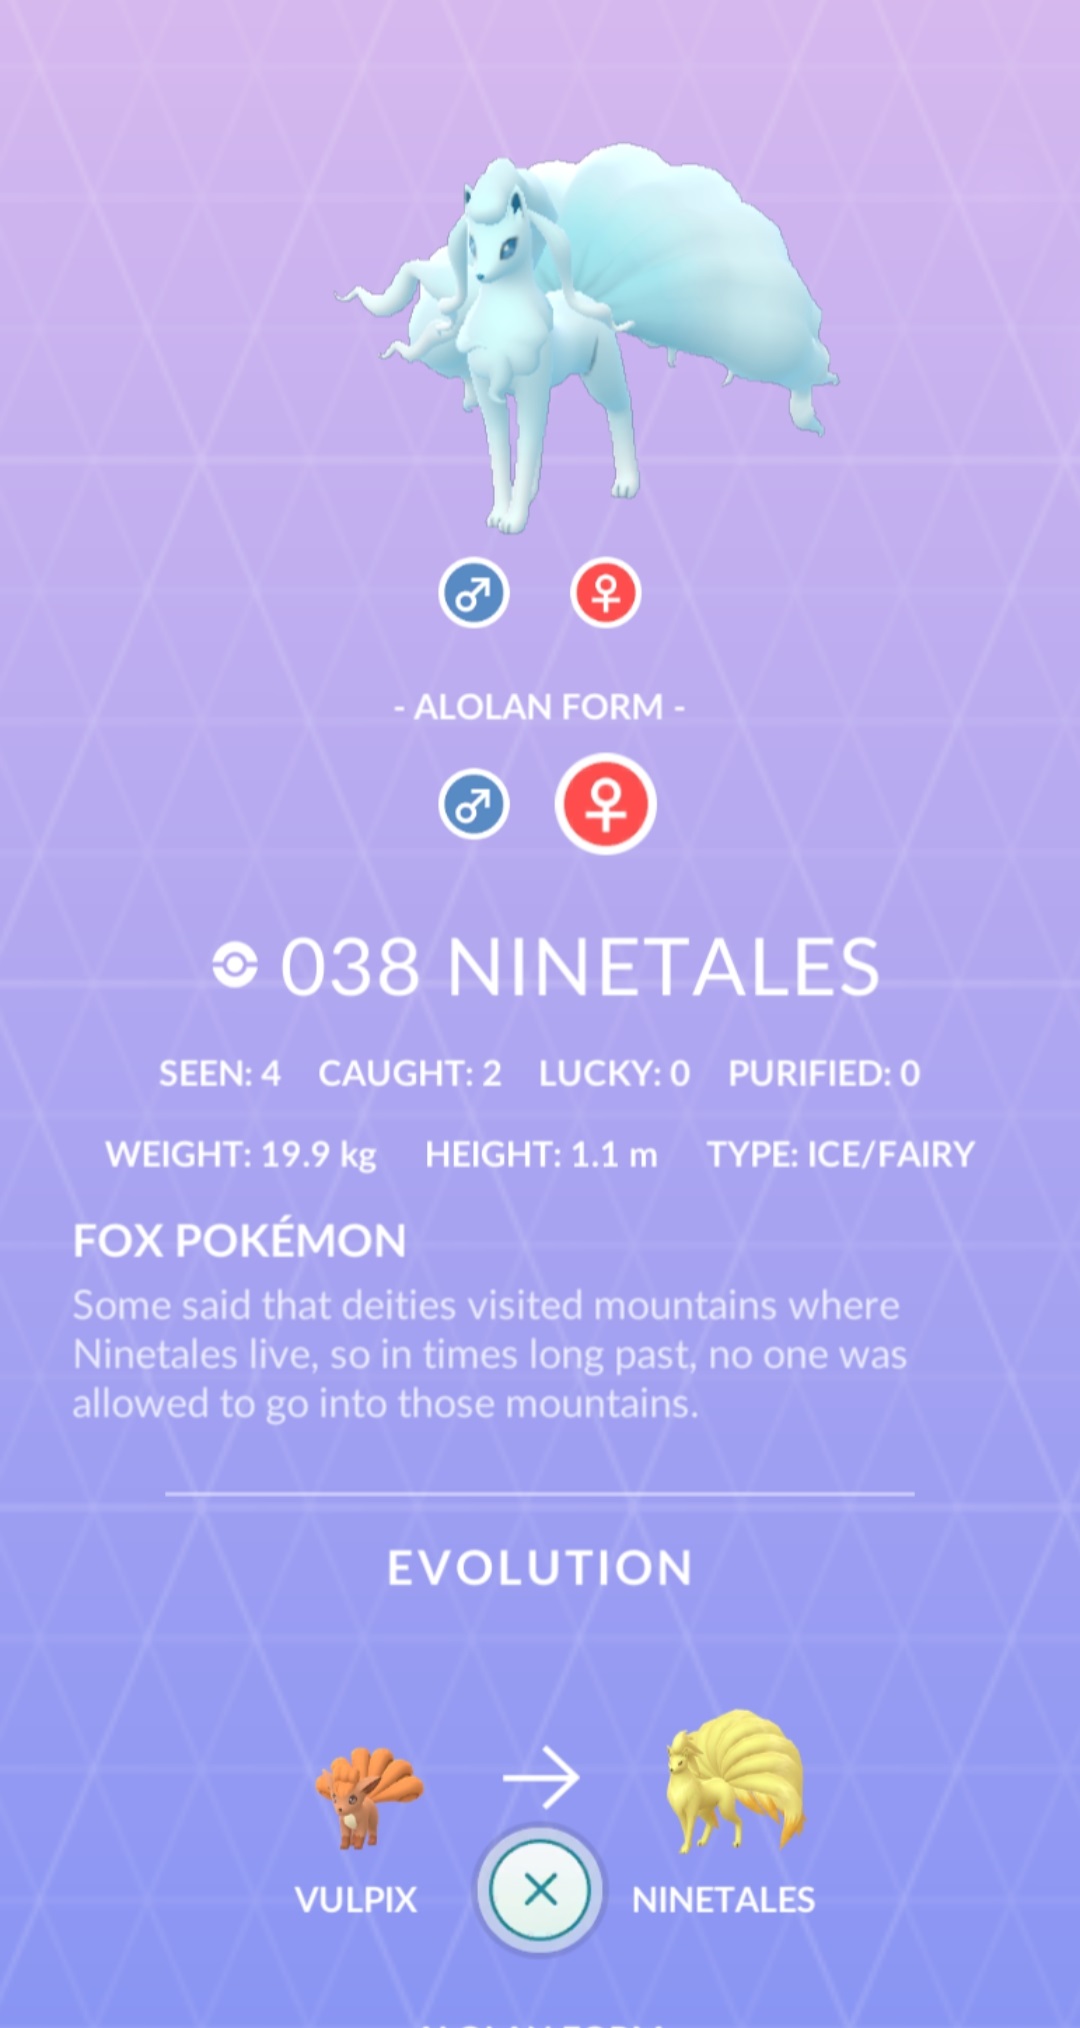 - ALOLAN FORM -
038 NINETALES
SEEN: 4 CAUGHT: 2 LUCKY: 0 PURIFIED: 0
WEIGHT: 19.9 kg HEIGHT: 1.1 m TYPE: ICE/FAIRY
FOX POKÉMON
Some said that deities visited mountains where
Ninetales live, so in times long past, no one was
allowed to go into those mountains.
EVOLUTION
VULPIX NINETALES